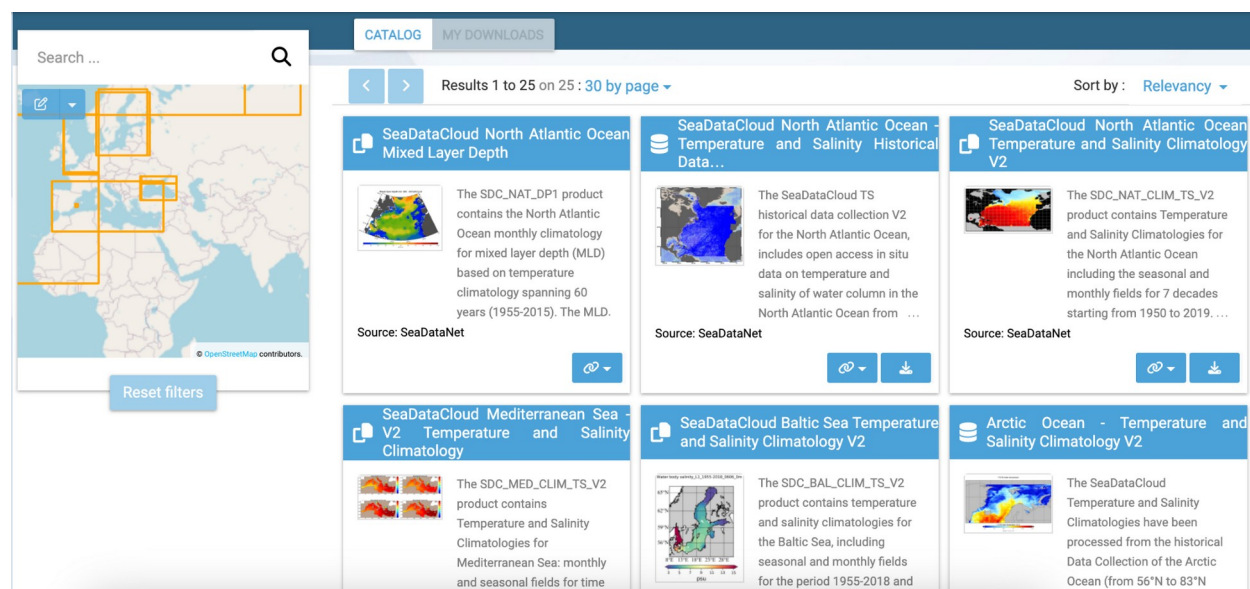 CATALOG
MY DOWNLOADS
Search ...
Results 1 to 25 on 25 : 30 by page
Sort by : Relevancy
© OpenStreetMap contributors.
Reset filters
SeaDataCloud North Atlantic Ocean
Mixed Layer Depth
The SDC_NAT_DP1 product
contains the North Atlantic
Ocean monthly climatology
for mixed layer depth (MLD)
based on temperature
climatology spanning 60
years (1955-2015). The MLD.
Source: SeaDataNet
SeaDataCloud North Atlantic Ocean -
Temperature and Salinity Historical
Data...
The SeaDataCloud TS
historical data collection V2
for the North Atlantic Ocean,
includes open access in situ
data on temperature and
salinity of water column in the
North Atlantic Ocean from ...
Source: SeaDataNet
SeaDataCloud North Atlantic Ocean
Temperature and Salinity Climatology
V2
The SDC_NAT_CLIM_TS_V2
product contains Temperature
and Salinity Climatologies for
the North Atlantic Ocean
including the seasonal and
monthly fields for 7 decades
starting from 1950 to 2019. ...
Source: SeaDataNet
SeaDataCloud Mediterranean Sea -
V2 Temperature and Salinity
Climatology
The SDC_MED_CLIM_TS_V2
product contains
Temperature and Salinity
Climatologies for
Mediterranean Sea: monthly
and seasonal fields for time
SeaDataCloud Baltic Sea Temperature
and Salinity Climatology V2
The SDC_BAL_CLIM_TS_V2
product contains temperature
and salinity climatologies for
the Baltic Sea, including
seasonal and monthly fields
for the period 1955-2018 and
Arctic Ocean - Temperature and
Salinity Climatology V2
The SeaDataCloud
Temperature and Salinity
Climatologies have been
processed from the historical
Data Collection of the Arctic
Ocean (from 56°N to 83°N